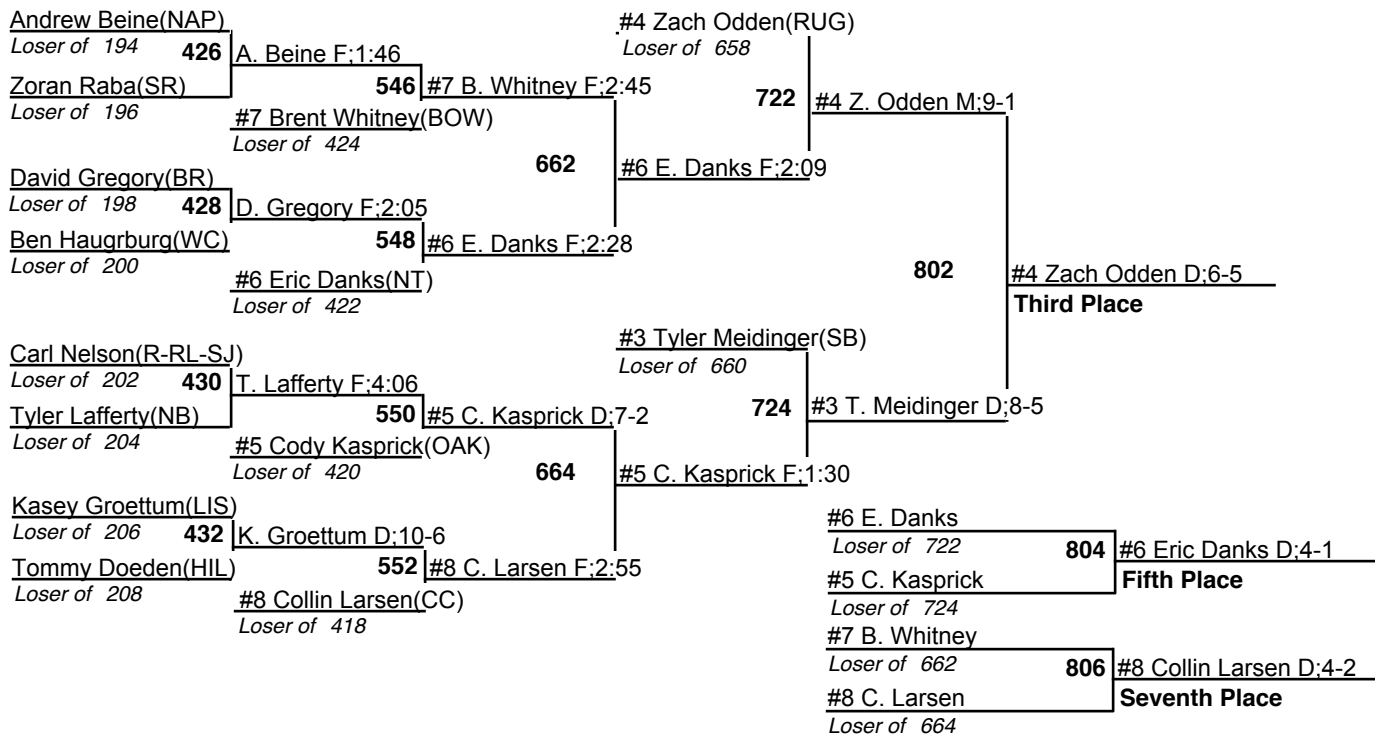 Andrew Beine(NAP)
Loser of 194
426
Zoran Raba(SR)
Loser of 196
A. Beine F;1:46
546
#7 Brent Whitney(BOW)
Loser of 424
#7 B. Whitney F;2:45
David Gregory(BR)
Loser of 198
428
Ben Haugrburg(WC)
Loser of 200
D. Gregory F;2:05
548
#6 Eric Danks(NT)
Loser of 422
#6 E. Danks F;2:28
662
#4 Zach Odden(RUG)
Loser of 658
722
#6 E. Danks F;2:09
#4 Z. Odden M;9-1
Carl Nelson(R-RL-SJ)
Loser of 202
430
Tyler Lafferty(NB)
Loser of 204
T. Lafferty F;4:06
550
#5 Cody Kasprick(OAK)
Loser of 420
#5 C. Kasprick D;7-2
Kasey Groettum(LIS)
Loser of 206
432
Tommy Doeden(HIL)
Loser of 208
K. Groettum D;10-6
552
#8 Collin Larsen(CC)
Loser of 418
#8 C. Larsen F;2:55
664
#3 Tyler Meidinger(SB)
Loser of 660
724
#5 C. Kasprick F;1:30
#3 T. Meidinger D;8-5
802
#4 Zach Odden D;6-5
Third Place
#6 E. Danks
Loser of 722
804
#5 C. Kasprick
Loser of 724
#6 Eric Danks D;4-1
Fifth Place
#7 B. Whitney
Loser of 662
806
#8 C. Larsen
Loser of 664
#8 Collin Larsen D;4-2
Seventh Place